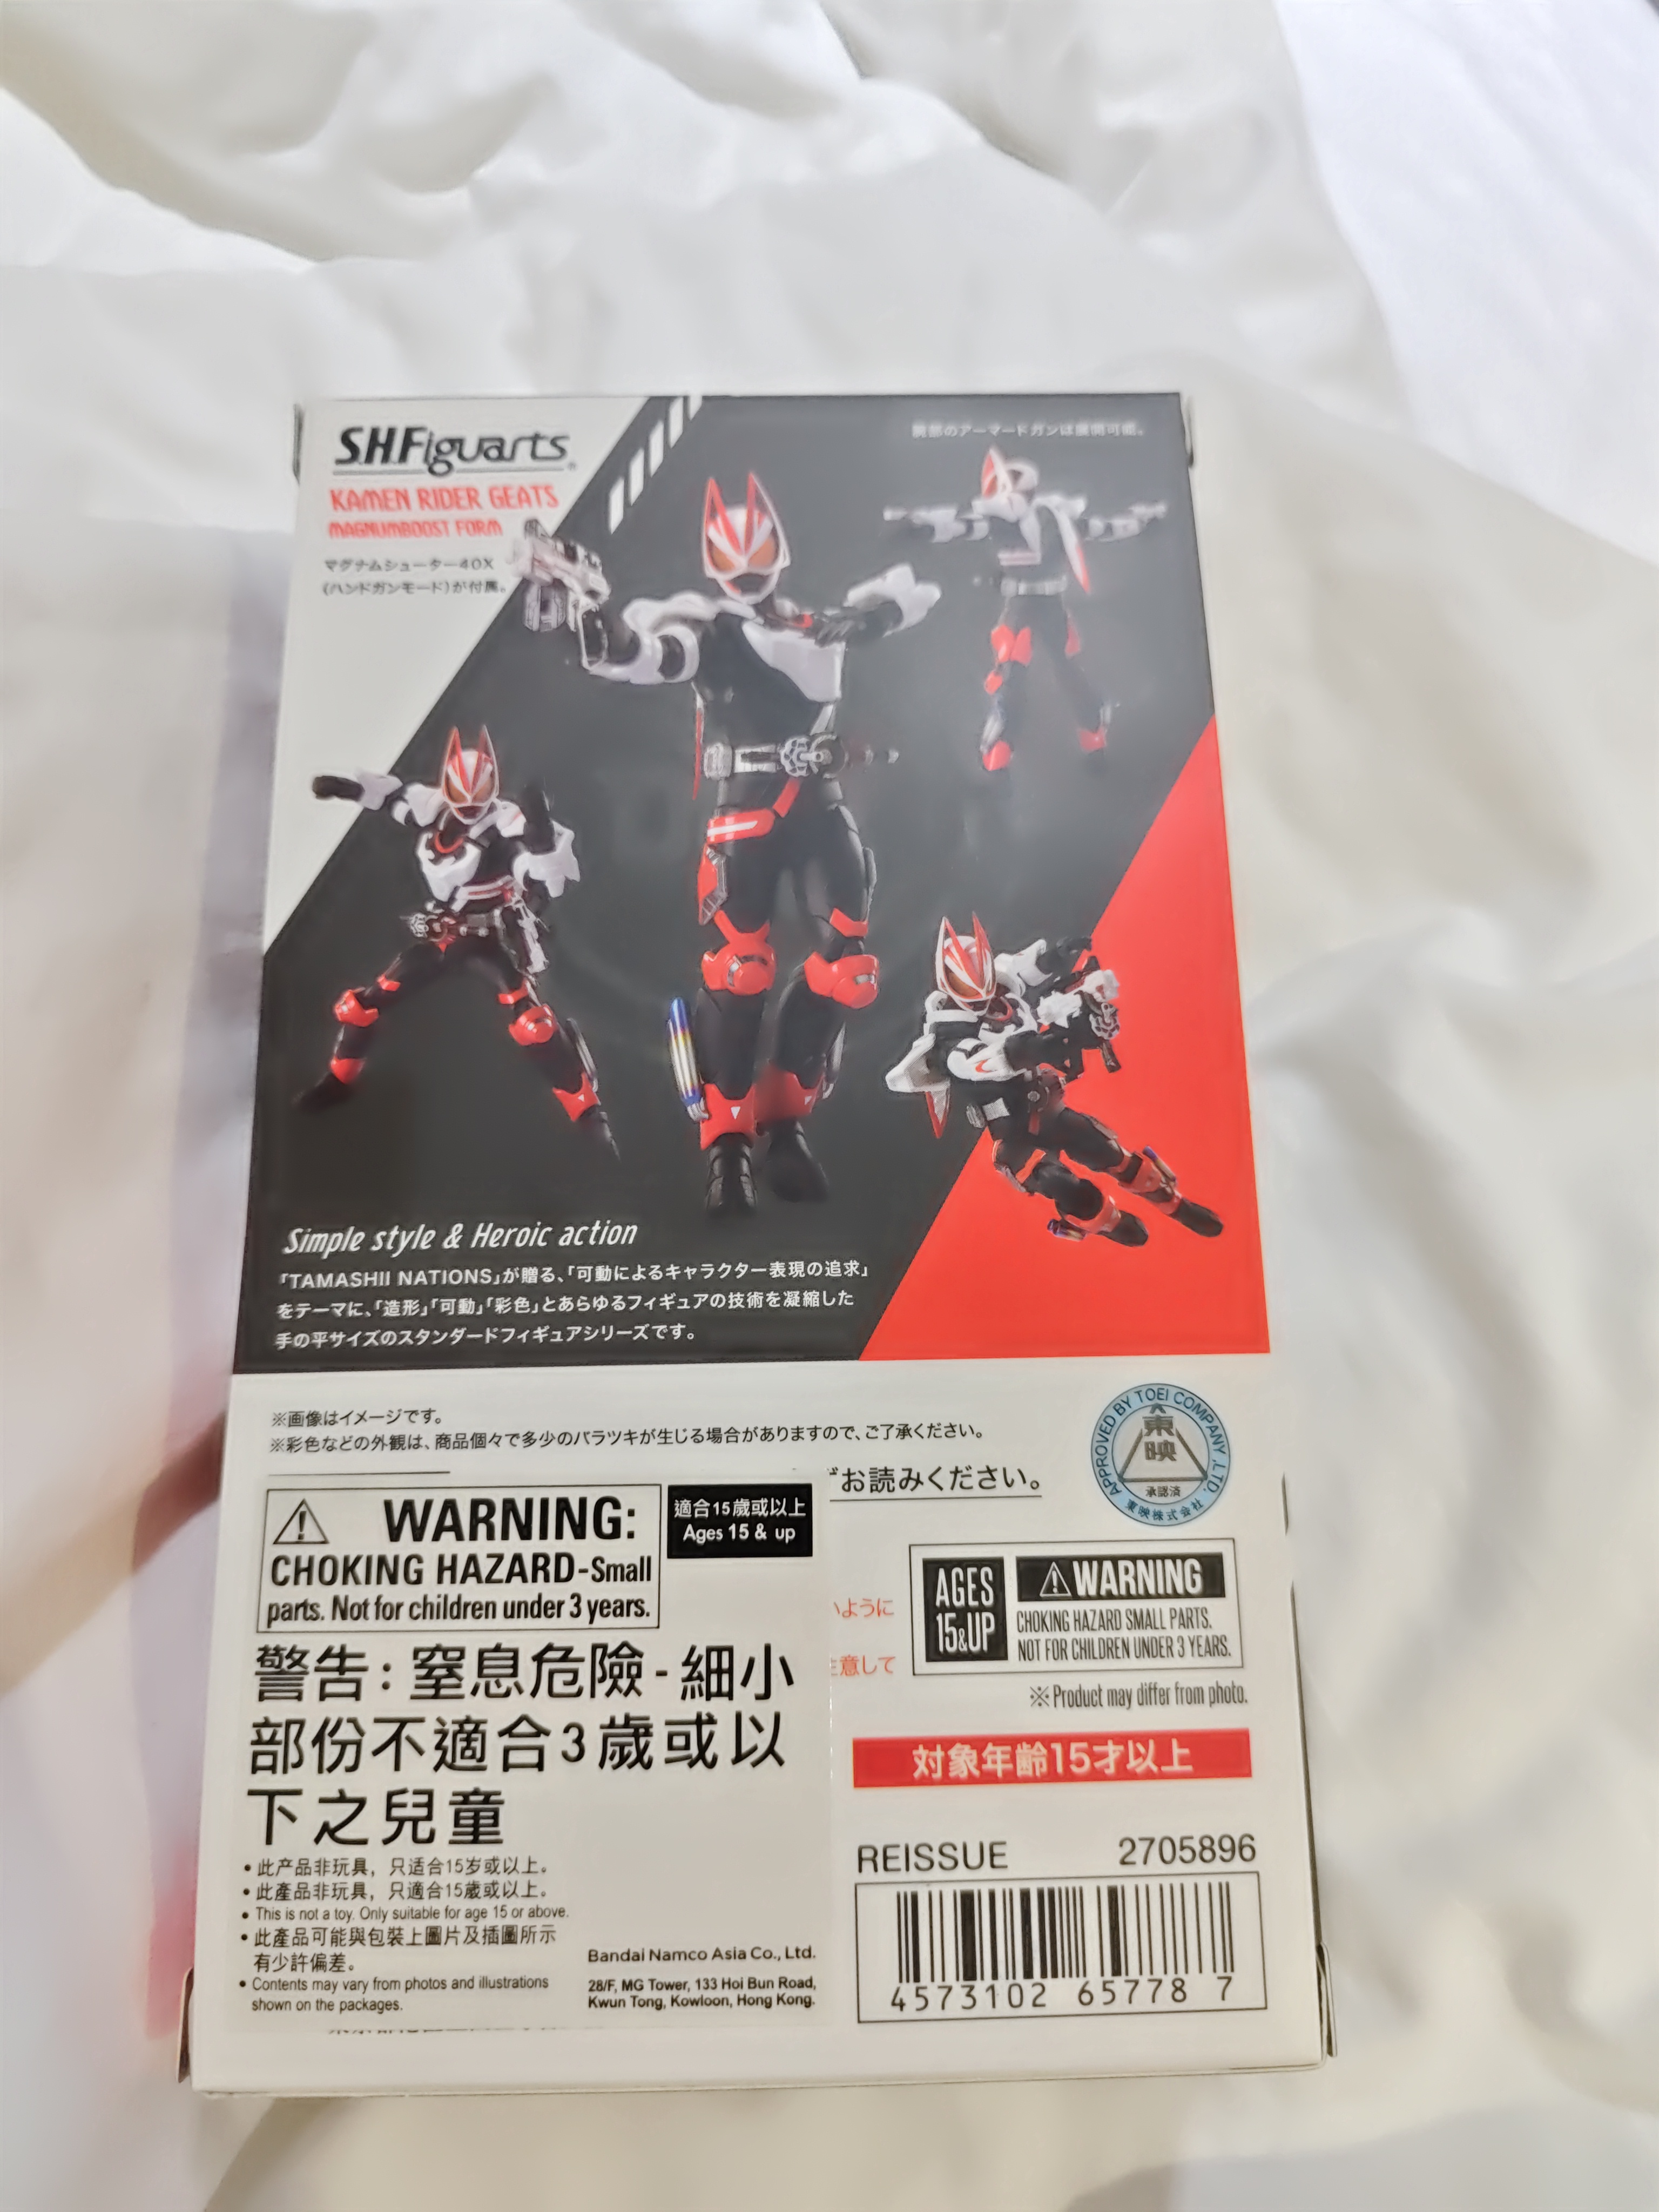 S.H.Figuarts
KAMEN RIDER GEATS
MAGNUMBOOST FORM
マグナムシューター40X
(ハンドガンモード)が付属。
腕部のアーマードガンは展開可能。
Simple style & Heroic action
「TAMASHII NATIONS」が贈る、「可動によるキャラクター表現の追求」
をテーマに、「造形」「可動」「彩色」とあらゆるフィギュアの技術を凝縮した
手の平サイズのスタンダードフィギュアシリーズです。
※画像はイメージです。
※彩色などの外観は、商品個々で多少のバラツキが生じる場合がありますので、ご了承ください。
お読みください。
APPROVED BY TOEI COMPANY, LTD.
東映
承認済
東映株式会社
WARNING:
CHOKING HAZARD-Small
parts. Not for children under 3 years.
適合15歲或以上
Ages 15 & up
警告:窒息危險-細小
部份不適合3歲或以
下之兒童
• 此产品非玩具，只适合15岁或以上。
• 此產品非玩具，只適合15歲或以上。
• This is not a toy. Only suitable for age 15 or above.
• 此產品可能與包裝上圖片及插圖所示
有少許偏差。
• Contents may vary from photos and illustrations
shown on the packages.
Bandai Namco Asia Co., Ltd.
28/F, MG Tower, 133 Hoi Bun Road,
Kwun Tong, Kowloon, Hong Kong.
ように
意して
AGES
15&UP
WARNING
CHOKING HAZARD SMALL PARTS.
NOT FOR CHILDREN UNDER 3 YEARS.
※Product may differ from photo.
対象年齢15才以上
REISSUE 2705896
4573102 65778 7